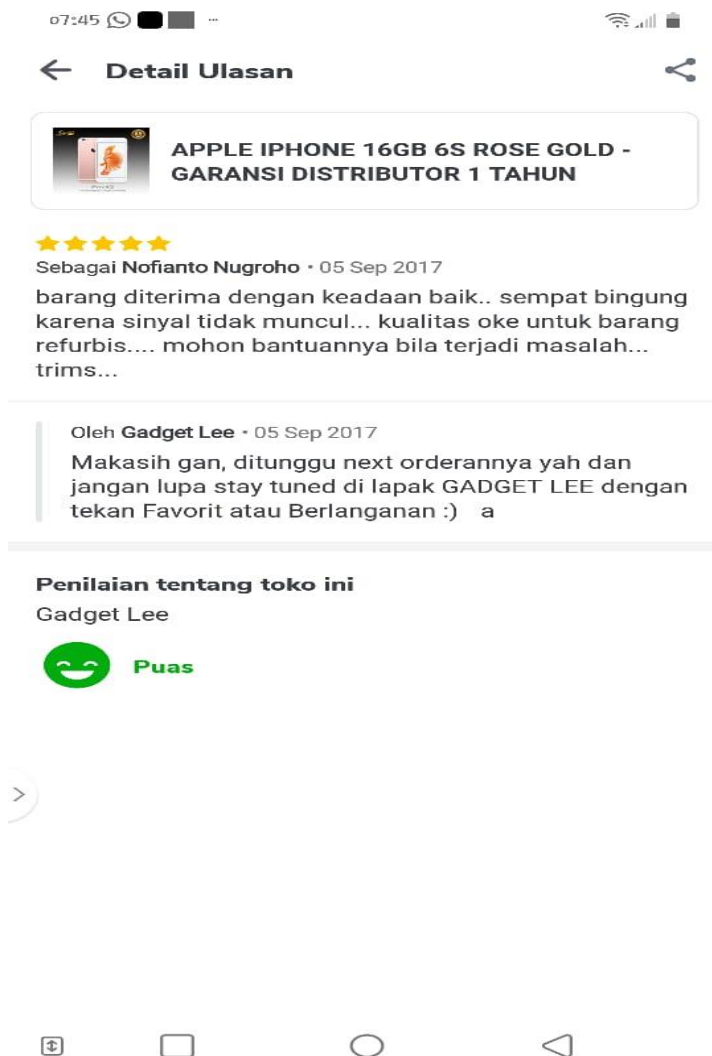 07:45
Detail Ulasan
APPLE IPHONE 16GB 6S ROSE GOLD -
GARANSI DISTRIBUTOR 1 TAHUN
Sebagai Nofianto Nugroho • 05 Sep 2017
barang diterima dengan keadaan baik.. sempat bingung
karena sinyal tidak muncul... kualitas oke untuk barang
refurbis.... mohon bantuannya bila terjadi masalah...
trims...
Oleh Gadget Lee • 05 Sep 2017
Makasih gan, ditunggu next orderannya yah dan
jangan lupa stay tuned di lapak GADGET LEE dengan
tekan Favorit atau Berlanganan :) a
Penilaian tentang toko ini
Gadget Lee
Puas